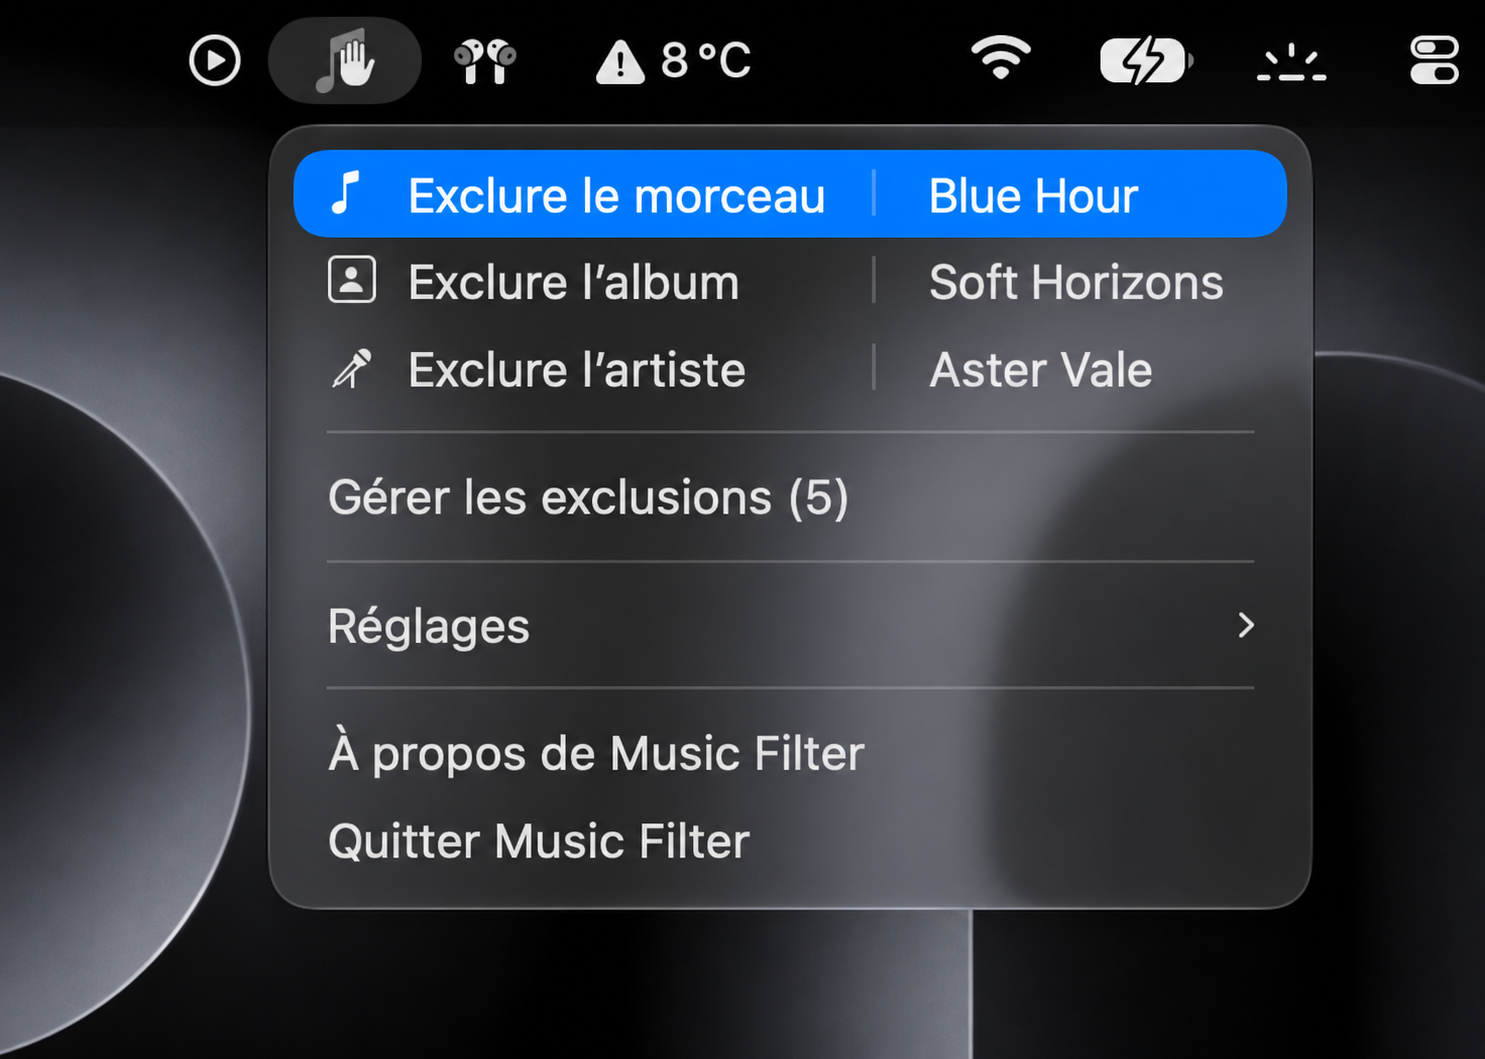 8 °C
Exclure le morceau | Blue Hour
Exclure l’album | Soft Horizons
Exclure l’artiste | Aster Vale
Gérer les exclusions (5)
Réglages
À propos de Music Filter
Quitter Music Filter